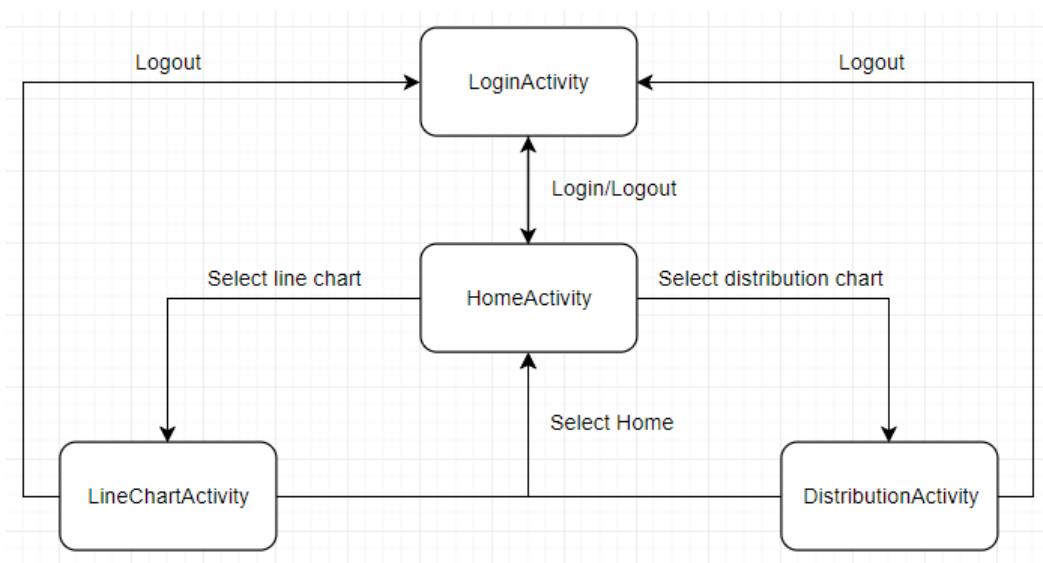 Logout
LoginActivity
Logout
Login/Logout
Select line chart
HomeActivity
Select distribution chart
Select Home
LineChartActivity
DistributionActivity